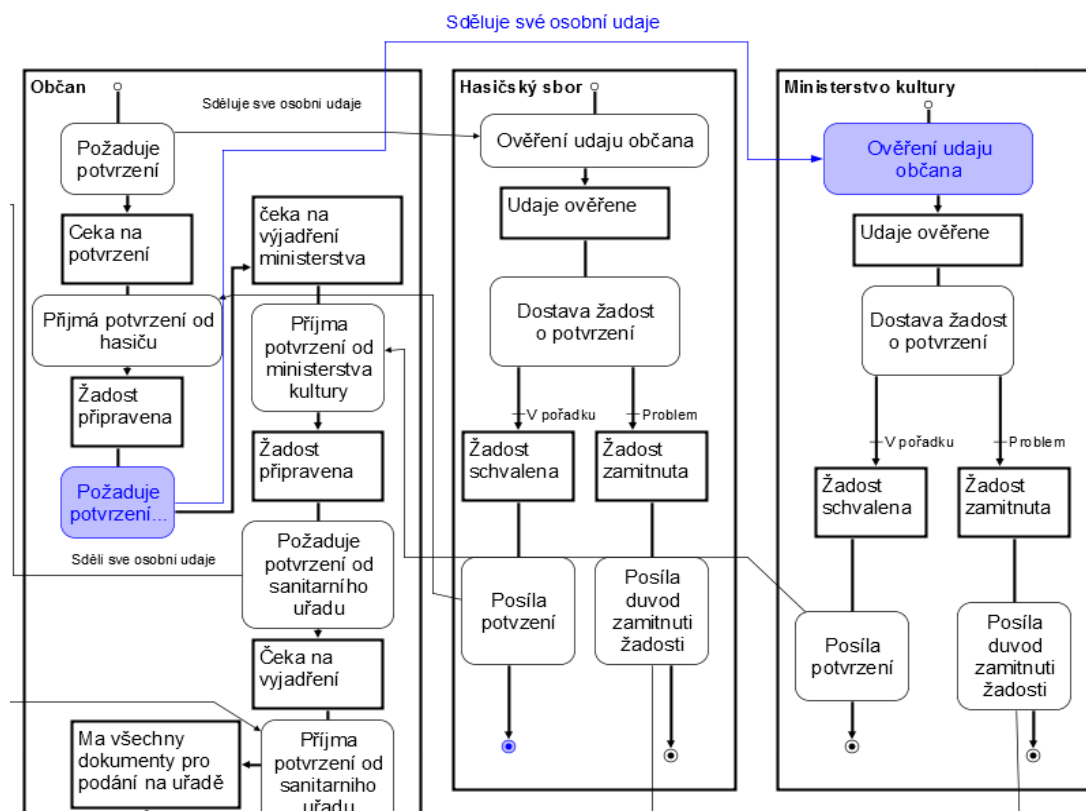 Sděluje své osobní udaje
Občan
Sděluje sve osobní udaje
Požaduje
potvrzení
Ceka na
potvrzení
Přijmá potvrzení od
hasiču
Žadost
připravena
Požaduje
potvrzení...
Sděli sve osobní udaje
čeka na
výjadření
ministerstva
Příjma
potvrzení od
ministerstva
kultury
Žadost
připravena
Požaduje
potvrzení od
sanitarního
uřadu
Čeka na
vyjadření
Ma všechny
dokumenty pro
podání na uřadě
Příjma
potvrzení od
sanitarniho
uřadu
Hasičský sbor
Ověření udaju občana
Udaje ověřene
Dostava žadost
o potvrzení
V pořadku
Problem
Žadost
schvalena
Žadost
zamitnuta
Posíla
potvzení
Posíla
duvod
zamitnuti
žadosti
Ministerstvo kultury
Ověření udaju
občana
Udaje ověřene
Dostava žadost
o potvrzení
V pořadku
Problem
Žadost
schvalena
Žadost
zamitnuta
Posíla
potvrzení
Posíla
duvod
zamitnuti
žadosti